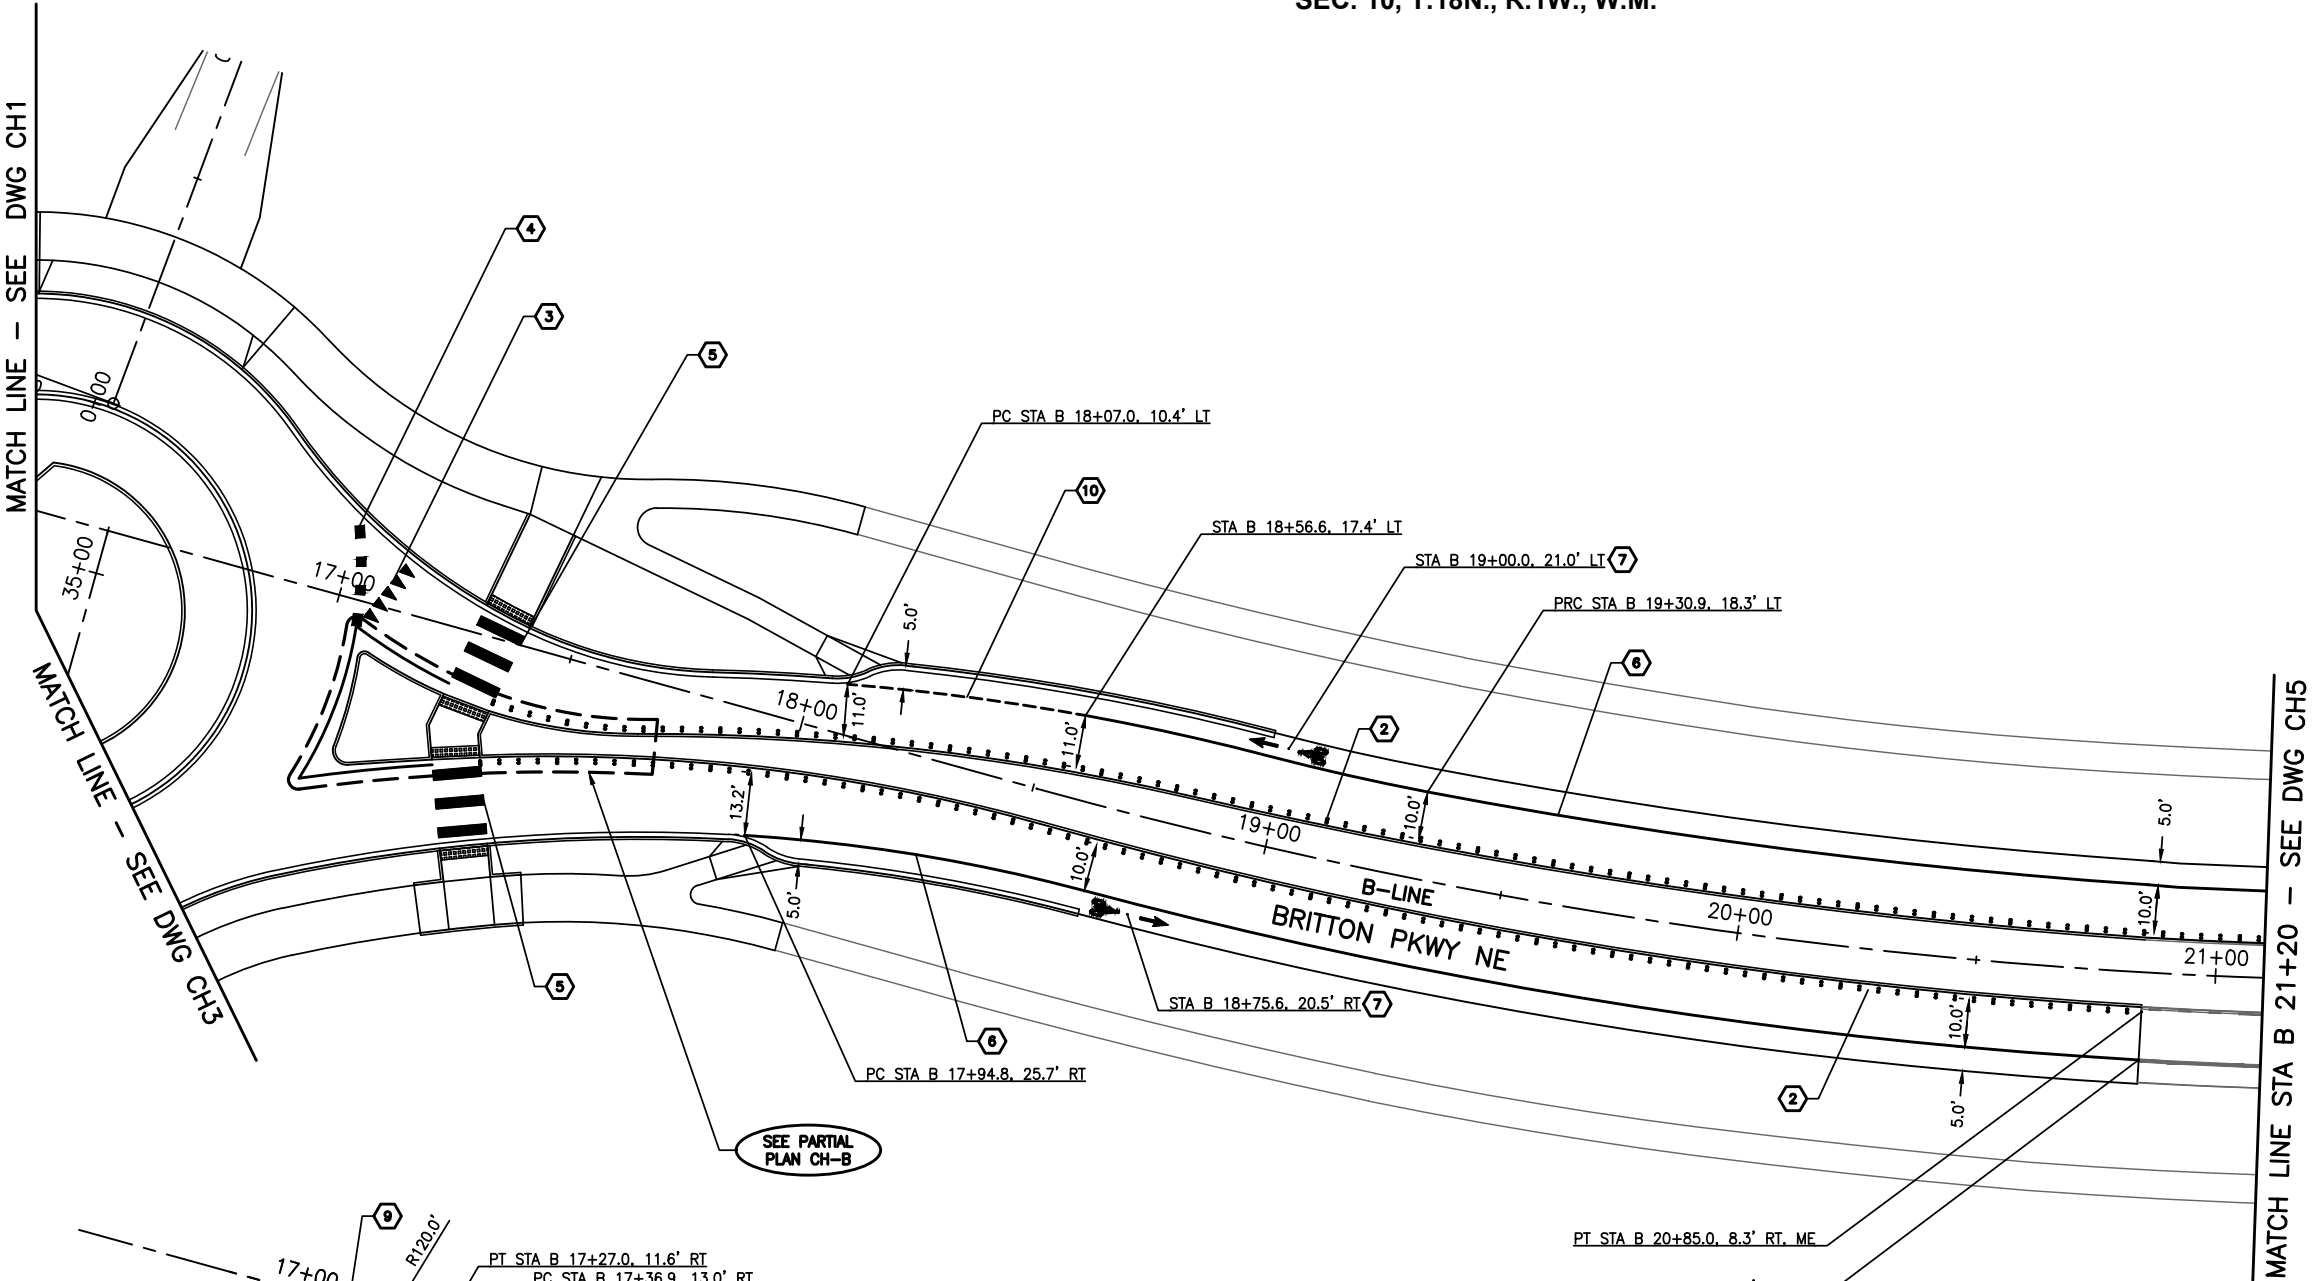 SEC. 10, T.18N., R.1W., W.M.
MATCH LINE - SEE DWG CH1
4
3
5
0+00
35+00
17+00
PC STA B 18+07.0, 10.4' LT
10
STA B 18+56.6, 17.4' LT
STA B 19+00.0, 21.0' LT 7
PRC STA B 19+30.9, 18.3' LT
6
5.0'
11.0'
18+00
11.0'
2
10.0'
5.0'
13.2'
19+00
10.0'
B-LINE
BRITTON PKWY NE
20+00
10.0'
21+00
5.0'
10.0'
5.0'
MATCH LINE - SEE DWG CH3
5
STA B 18+75.6, 20.5' RT 7
6
PC STA B 17+94.8, 25.7' RT
2
SEE PARTIAL
PLAN CH-B
MATCH LINE STA B 21+20 - SEE DWG CH5
9
R120.0'
17+00
PT STA B 17+27.0, 11.6' RT
PC STA B 17+36.9, 13.0' RT
PT STA B 20+85.0, 8.3' RT, ME